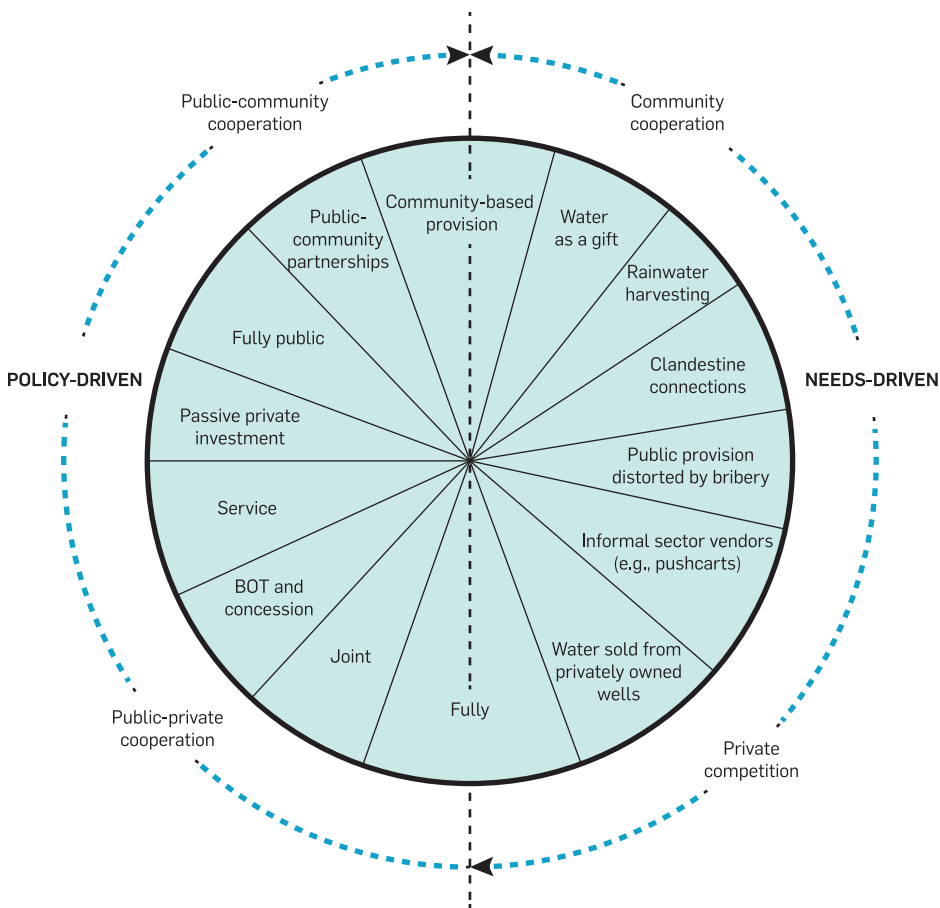 Public-community
cooperation
Community
cooperation
Community-based
provision
Public-
community
partnerships
Water
as a gift
Rainwater
harvesting
Fully public
Clandestine
connections
POLICY-DRIVEN
NEEDS-DRIVEN
Passive private
investment
Public provision
distorted by bribery
Service
Informal sector vendors
(e.g., pushcarts)
BOT and
concession
Joint
Water sold from
privately owned
wells
Fully
Public-private
cooperation
Private
competition